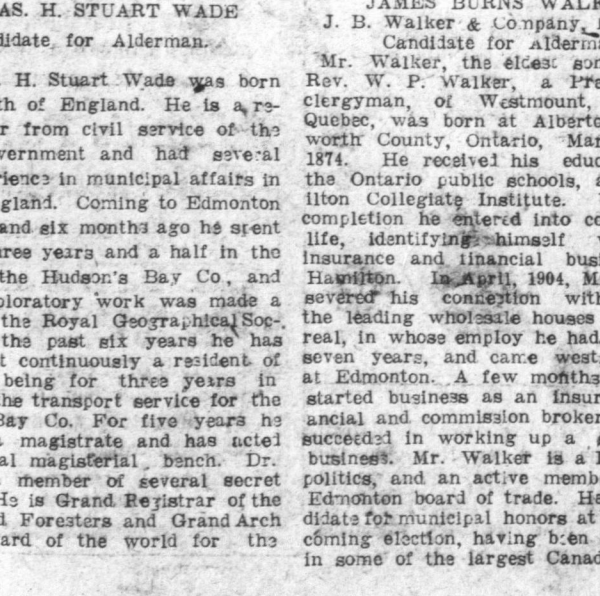 AS. H. STUART WADE
didate for Alderman.
. H. Stuart Wade was born
th of England. He is a re-
r from civil service of the
vernment and had several
rience in municipal affairs in
gland. Coming to Edmonton
and six months ago he spent
hree years and a half in the
the Hudson's Bay Co., and
ploratory work was made a
the Royal Geographical Soc-
the past six years he has
t continuously a resident of
being for three years in
the transport service for the
Bay Co. For five years he
magistrate and has acted
al magisterial bench. Dr.
member of several secret
He is Grand Registrar of the
d Foresters and Grand Arch
ard of the world for the
JAMES BURNS WALK
J. B. Walker & Company,
Candidate for Alderma
Mr. Walker, the eldest son
Rev. W. P. Walker, a Pre
clergyman, of Westmount,
Quebec, was born at Alberto
worth County, Ontario, Mar
1874. He received his educ
the Ontario public schools, a
ilton Collegiate Institute.
completion he entered into co
life, identifying himself w
insurance and financial busi
Hamilton. In April, 1904, M
severed his connection with
the leading wholesale houses
real, in whose employ he had
seven years, and came west
at Edmonton. A few months
started business as an insur
ancial and commission broker
succeeded in working up a
business. Mr. Walker is a
politics, and an active memb
Edmonton board of trade. He
didate for municipal honors at
coming election, having been
in some of the largest Canad